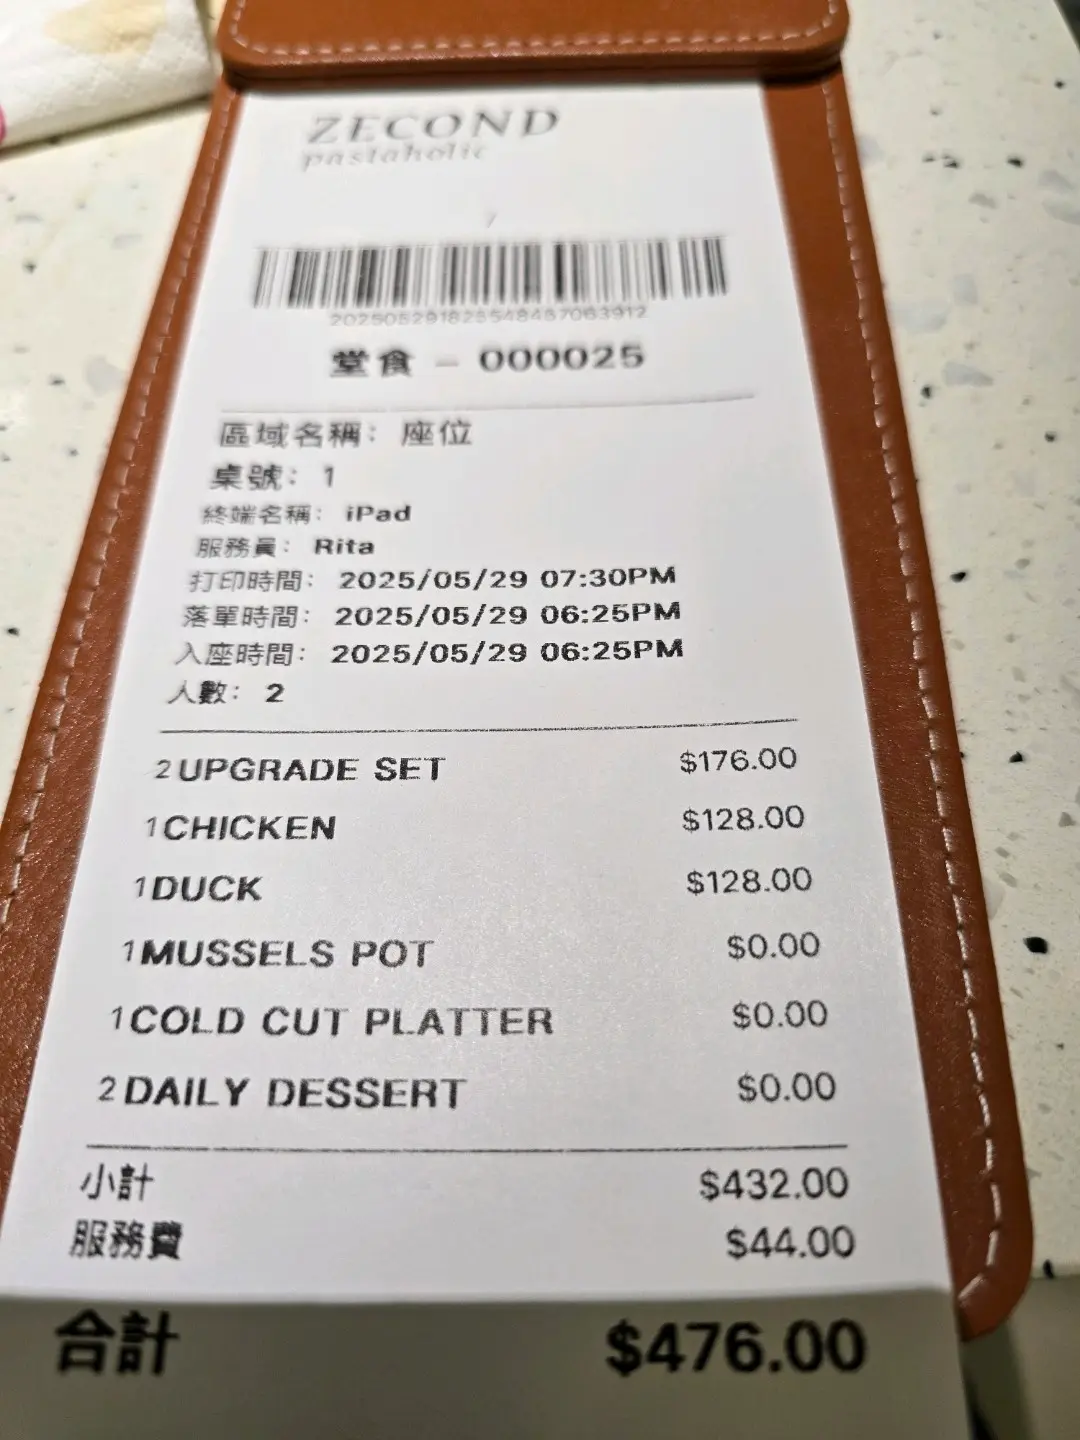 ZECOND
pastaholic
20250529182554848706391​2
堂食 - 000025
區域名稱: 座位
桌號: 1
終端名稱: iPad
服務員: Rita
打印時間: 2025/05/29 07:30PM
落單時間: 2025/05/29 06:25PM
入座時間: 2025/05/29 06:25PM
人數: 2
2 UPGRADE SET $176.00
1 CHICKEN $128.00
1 DUCK $128.00
1 MUSSELS POT $0.00
1 COLD CUT PLATTER $0.00
2 DAILY DESSERT $0.00
小計 $432.00
服務費 $44.00
合計 $476.00